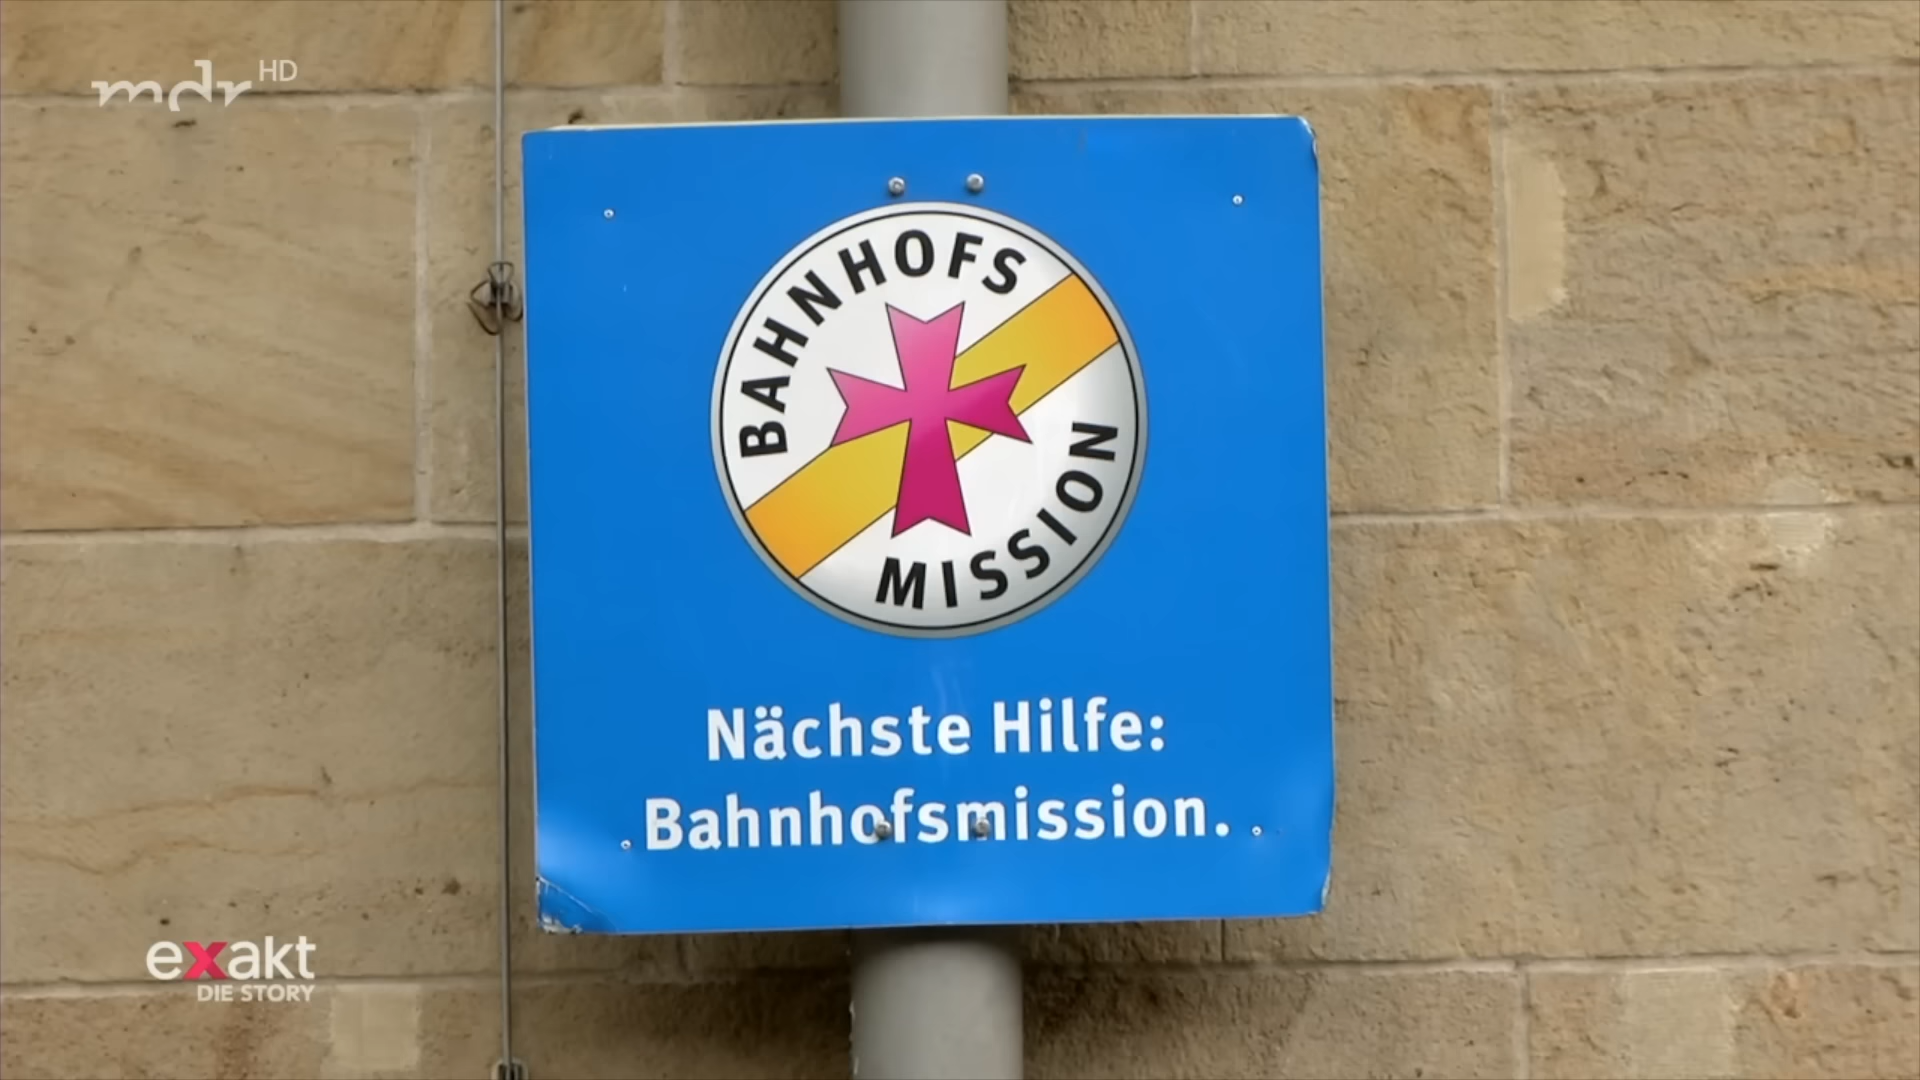 mdr HD
BAHNHOFS
MISSION
Nächste Hilfe:
Bahnhofsmission.
exakt
DIE STORY